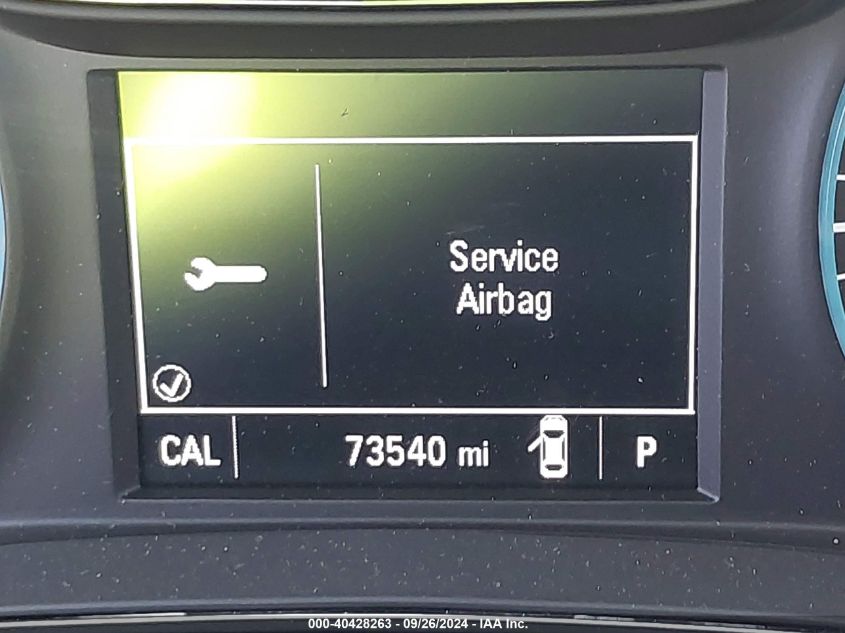 Service
Airbag
CAL 73540 mi P
000-40428263 - 09/26/2024 - IAA Inc.